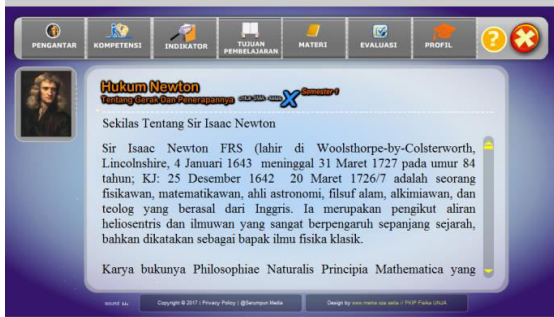 PENGANTAR
KOMPETENSI
INDIKATOR
TUJUAN
PEMBELAJARAN
MATERI
EVALUASI
PROFIL
?
Hukum Newton
Tentang Gerak Dan Penerapannya X Semester 1
Sekilas Tentang Sir Isaac Newton
Sir Isaac Newton FRS (lahir di Woolsthorpe-by-Colsterworth,
Lincolnshire, 4 Januari 1643 meninggal 31 Maret 1727 pada umur 84
tahun; KJ: 25 Desember 1642 20 Maret 1726/7 adalah seorang
fisikawan, matematikawan, ahli astronomi, filsuf alam, alkimiawan, dan
teolog yang berasal dari Inggris. Ia merupakan pengikut aliran
heliosentris dan ilmuwan yang sangat berpengaruh sepanjang sejarah,
bahkan dikatakan sebagai bapak ilmu fisika klasik.
Karya bukunya Philosophiae Naturalis Principia Mathematica yang
sound
Copyright © 2017 | Privacy Policy | @Serumpun Media
Design by FKIP Fisika UNJA